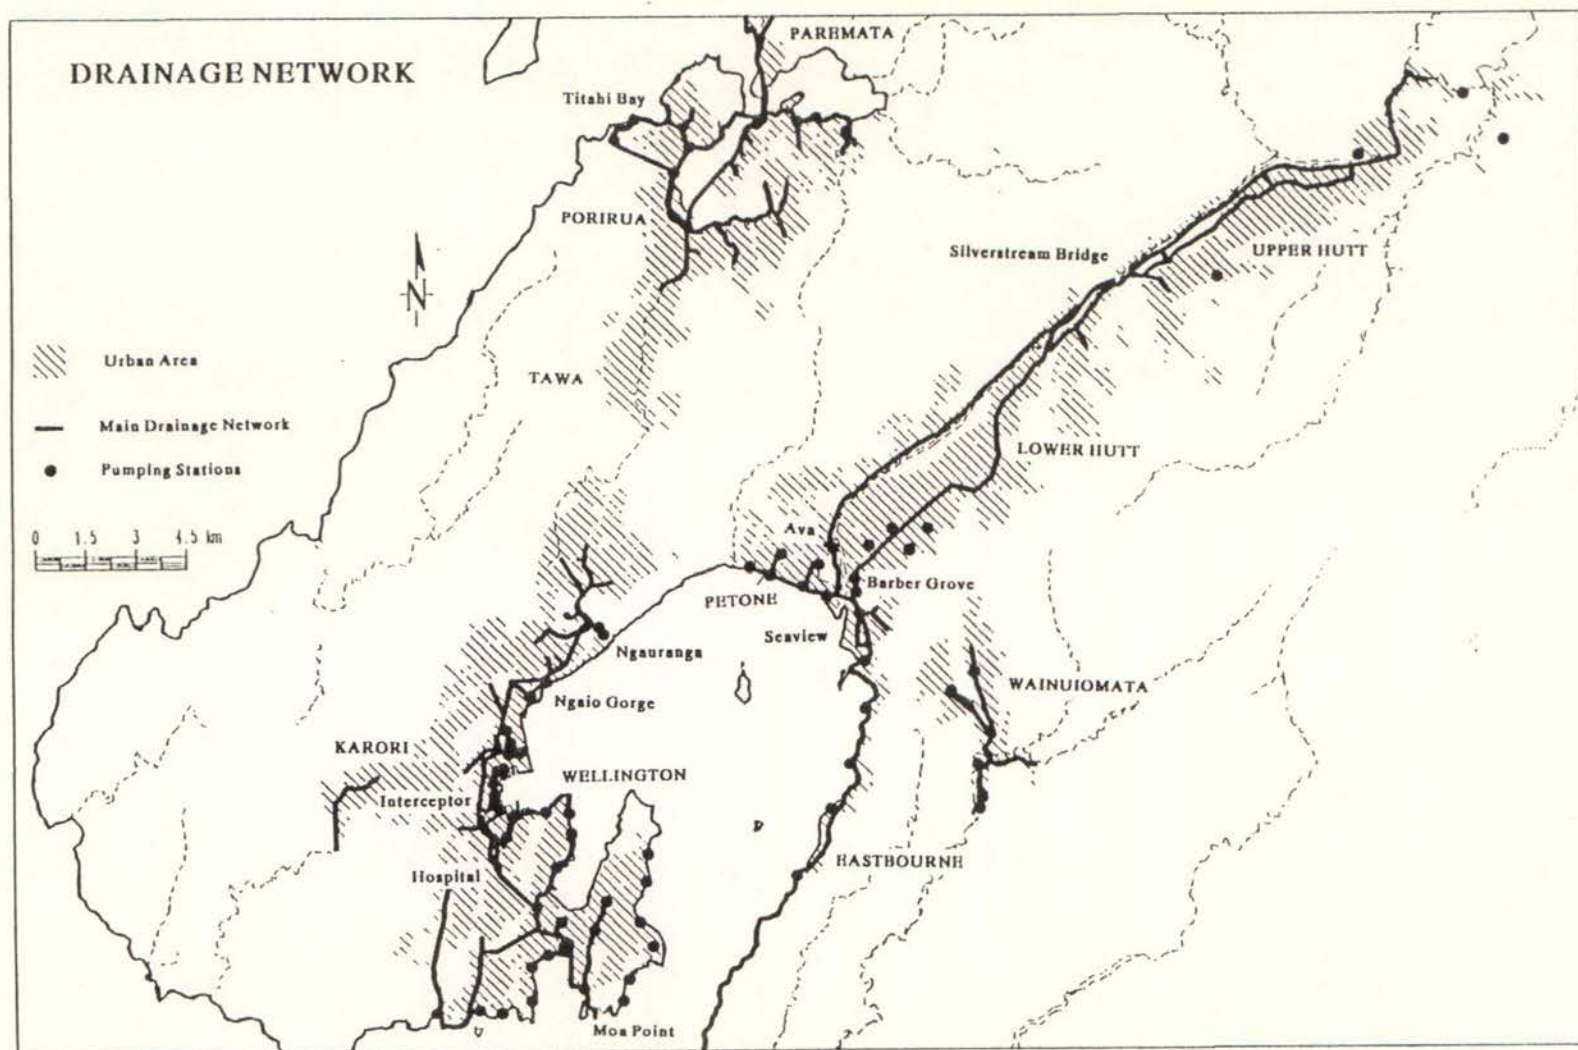 DRAINAGE NETWORK
PAREMATA
Titahi Bay
PORIRUA
Silverstream Bridge
UPPER HUTT
N
Urban Area
TAWA
Main Drainage Network
LOWER HUTT
Pumping Stations
0 1.5 3 4.5 km
Ava
Barber Grove
PETONE
Seaview
Ngauranga
WAINUIOMATA
Ngaio Gorge
KARORI
WELLINGTON
Interceptor
EASTBOURNE
Hospital
Moa Point